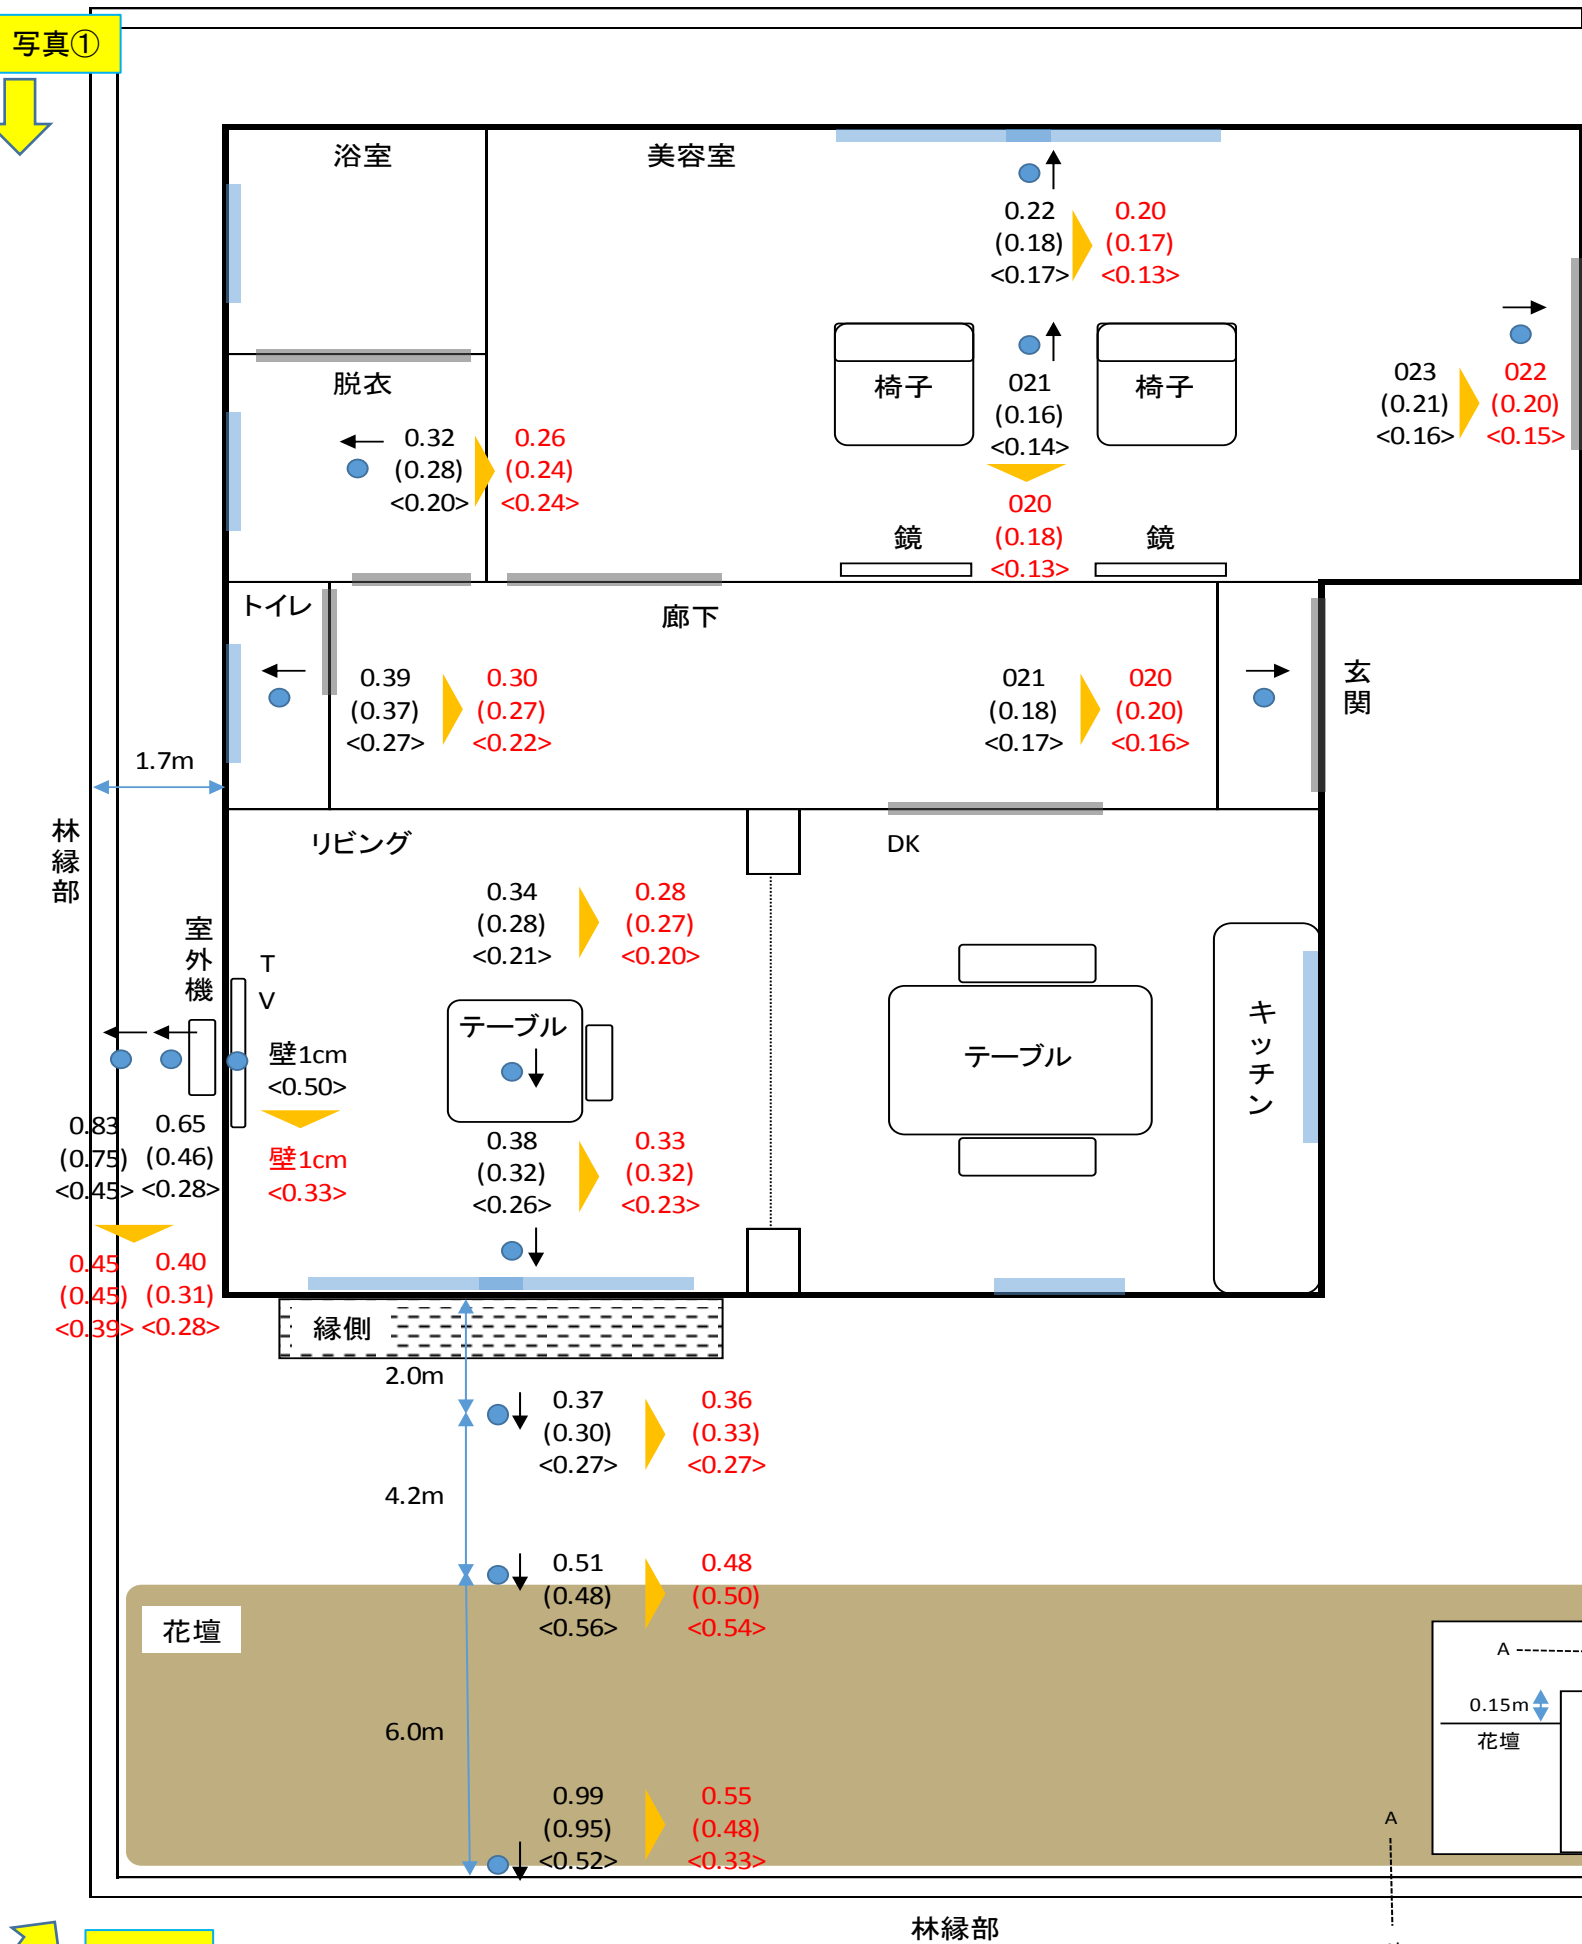 写真①
浴室
美容室
0.22
(0.18)
<0.17>
0.20
(0.17)
<0.13>
脱衣
椅子
021
(0.16)
<0.14>
椅子
023
(0.21)
<0.16>
022
(0.20)
<0.15>
0.32
(0.28)
<0.20>
0.26
(0.24)
<0.24>
020
(0.18)
<0.13>
鏡
鏡
トイレ
廊下
0.39
(0.37)
<0.27>
0.30
(0.27)
<0.22>
021
(0.18)
<0.17>
020
(0.20)
<0.16>
玄関
1.7m
林縁部
リビング
DK
0.34
(0.28)
<0.21>
0.28
(0.27)
<0.20>
室外機
TV
テーブル
テーブル
キッチン
壁1cm
<0.50>
壁1cm
<0.33>
0.83
(0.75)
<0.45>
0.65
(0.46)
<0.28>
0.38
(0.32)
<0.26>
0.33
(0.32)
<0.23>
0.45
(0.45)
<0.39>
0.40
(0.31)
<0.28>
縁側
2.0m
0.37
(0.30)
<0.27>
0.36
(0.33)
<0.27>
4.2m
0.51
(0.48)
<0.56>
0.48
(0.50)
<0.54>
花壇
A
0.15m
花壇
6.0m
0.99
(0.95)
<0.52>
0.55
(0.48)
<0.33>
A
林縁部